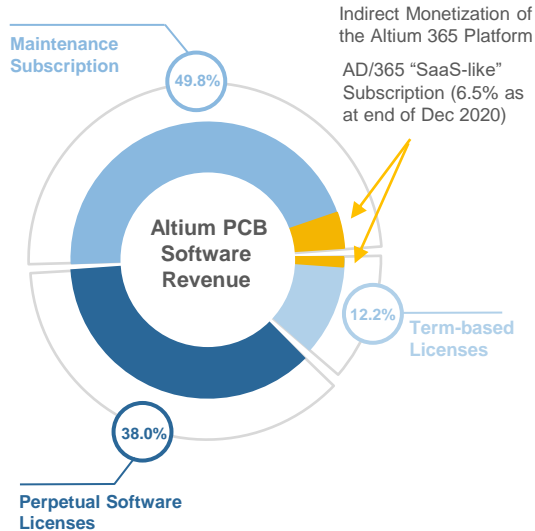 Indirect Monetization of
the Altium 365 Platform
AD/365 “SaaS-like”
Subscription (6.5% as
at end of Dec 2020)
Maintenance
Subscription
49.8%
Altium PCB
Software
Revenue
12.2%
Term-based
Licenses
38.0%
Perpetual Software
Licenses